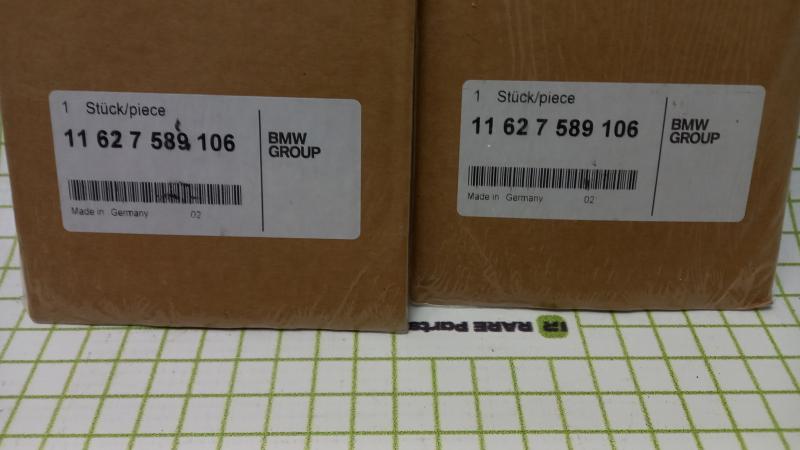 1 Stück/piece
11 62 7 589 106
BMW
GROUP
Made in Germany 02
1 Stück/piece
11 62 7 589 106
BMW
GROUP
Made in Germany 02
RARE Parts